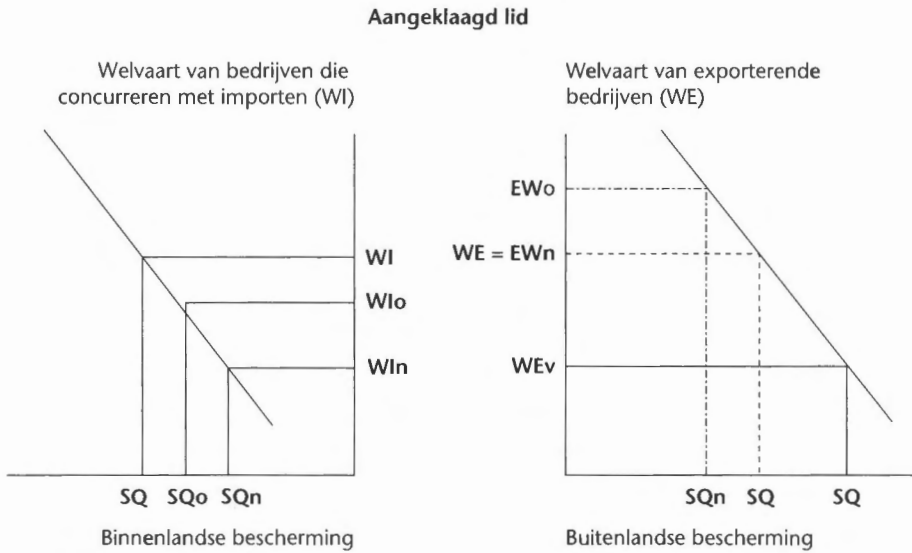 Aangeklaagd lid
Welvaart van bedrijven die
concurreren met importen (WI)
WI
WIo
WIn
SQ SQo SQn
Binnenlandse bescherming
Welvaart van exporterende
bedrijven (WE)
EWo
WE = EWn
WEv
SQn SQ SQ
Buitenlandse bescherming